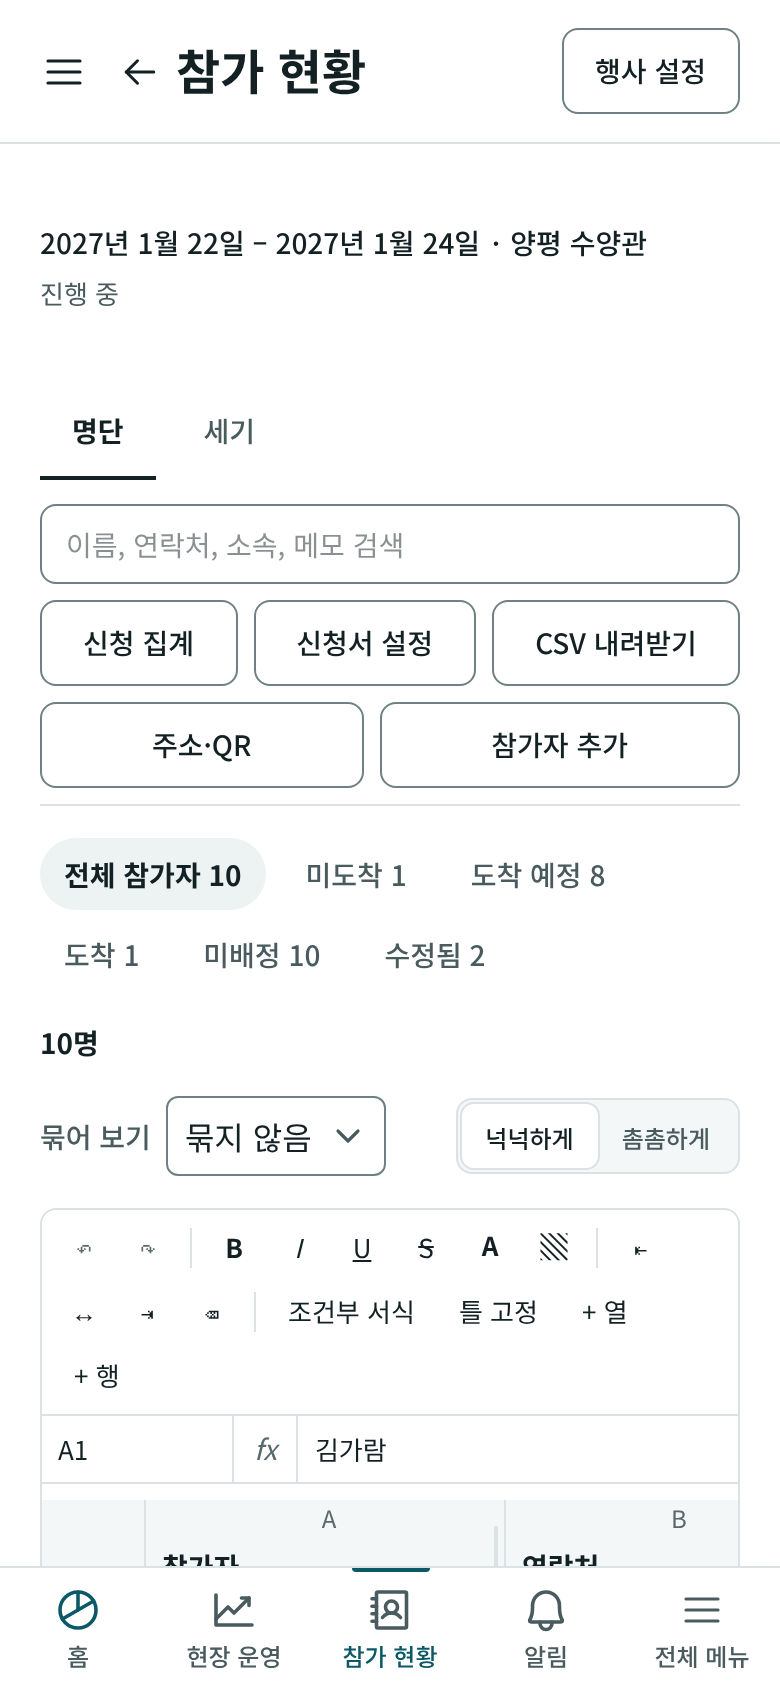 참가 현황
행사 설정
2027년 1월 22일 – 2027년 1월 24일 · 양평 수양관
진행 중
명단 세기
이름, 연락처, 소속, 메모 검색
신청 집계 신청서 설정 CSV 내려받기
주소·QR 참가자 추가
전체 참가자 10 미도착 1 도착 예정 8
도착 1 미배정 10 수정됨 2
10명
묶어 보기 묶지 않음 넉넉하게 촘촘하게
B I U S A
조건부 서식 틀 고정 + 열
+ 행
A1 fx 김가람
A B
참가자 연락처
홈 현장 운영 참가 현황 알림 전체 메뉴